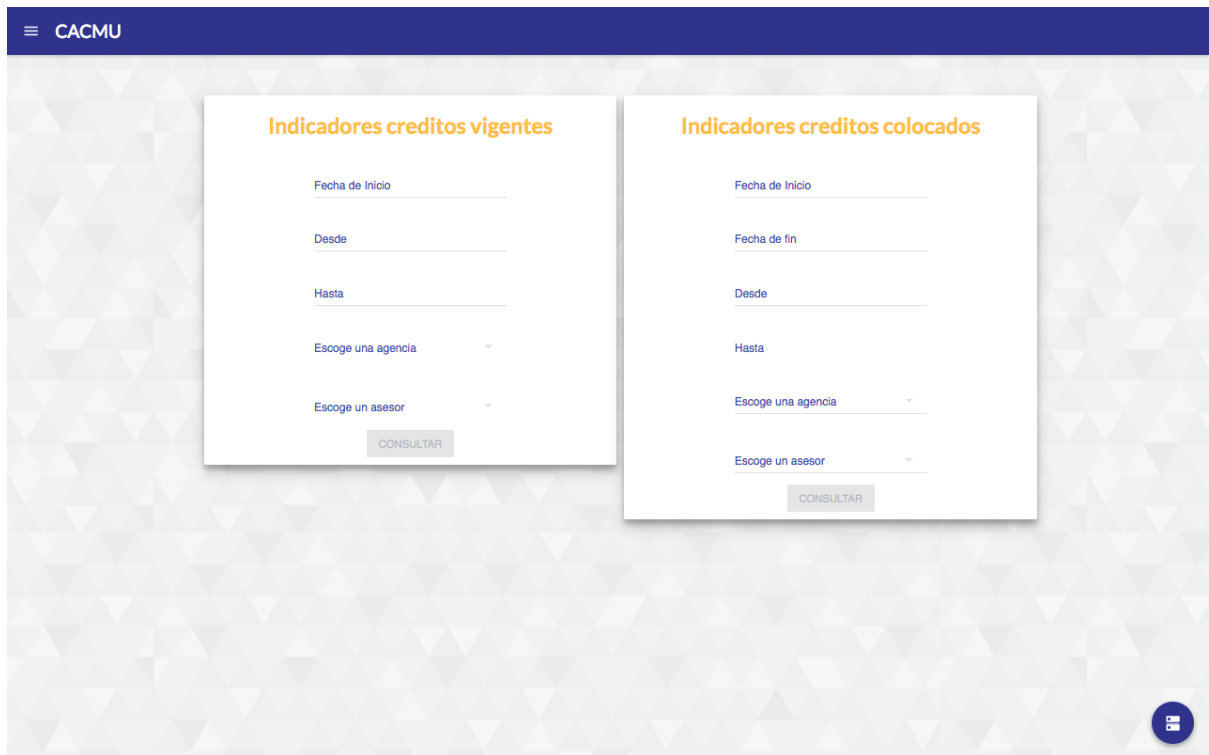 CACMU
Indicadores creditos vigentes
Fecha de Inicio
Desde
Hasta
Escoge una agencia
Escoge un asesor
CONSULTAR
Indicadores creditos colocados
Fecha de Inicio
Fecha de fin
Desde
Hasta
Escoge una agencia
Escoge un asesor
CONSULTAR